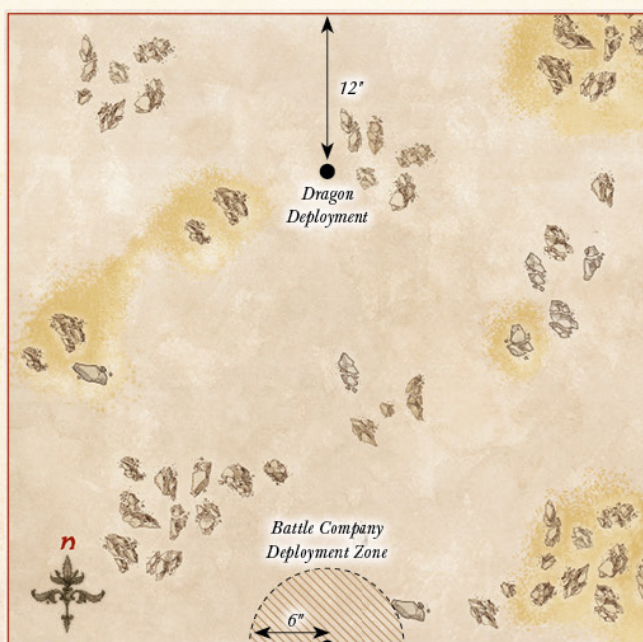 12"
Dragon
Deployment
Battle Company
Deployment Zone
n
6"